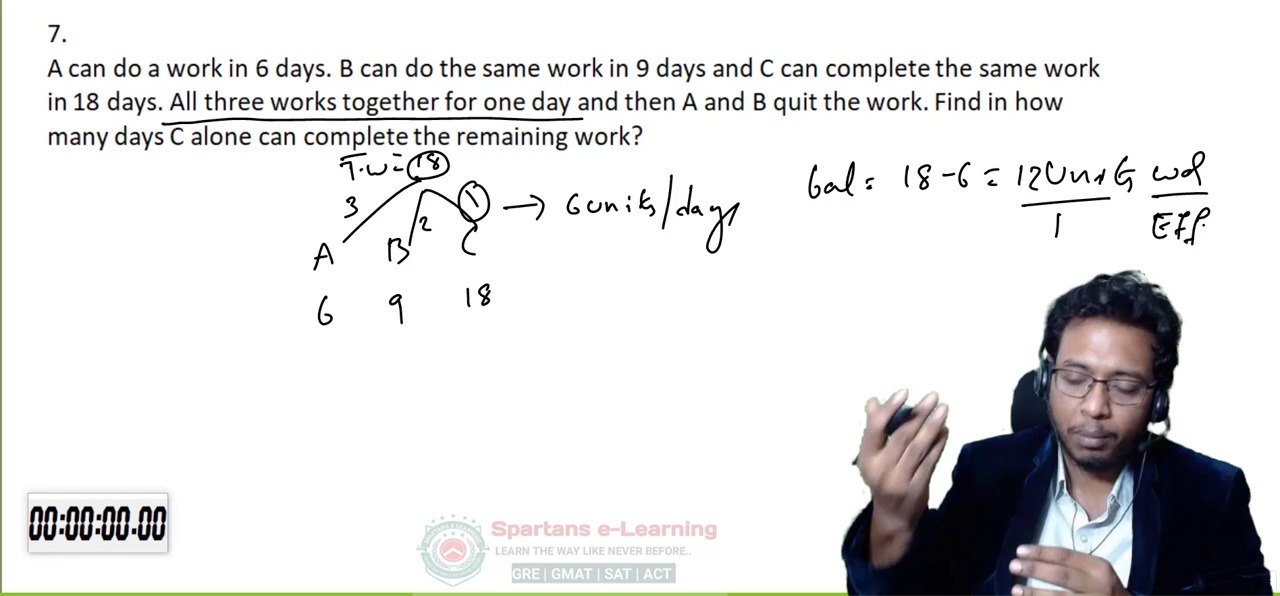 7.
A can do a work in 6 days. B can do the same work in 9 days and C can complete the same work
in 18 days. All three works together for one day and then A and B quit the work. Find in how
many days C alone can complete the remaining work?
T.W = 18
3 2 1 → 6 units/days
A B C
6 9 18
bal = 18 - 6 = 12 units wd
1 Eff.
00:00:00.00
Spartans e-Learning
LEARN THE WAY LIKE NEVER BEFORE..
GRE | GMAT | SAT | ACT